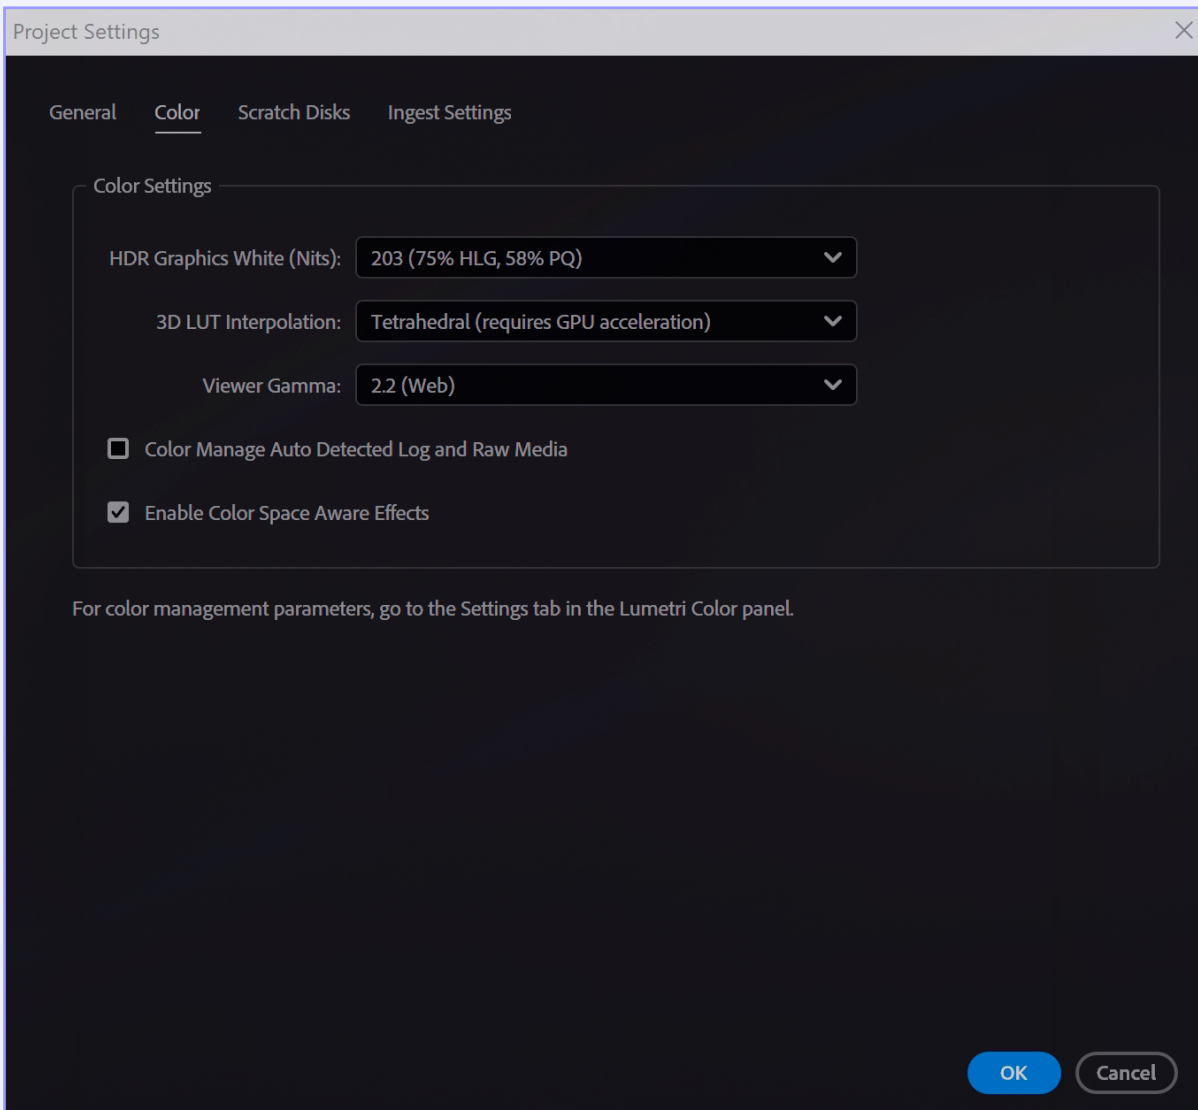 Project Settings
General Color Scratch Disks Ingest Settings
Color Settings
HDR Graphics White (Nits): 203 (75% HLG, 58% PQ)
3D LUT Interpolation: Tetrahedral (requires GPU acceleration)
Viewer Gamma: 2.2 (Web)
Color Manage Auto Detected Log and Raw Media
Enable Color Space Aware Effects
For color management parameters, go to the Settings tab in the Lumetri Color panel.
OK Cancel